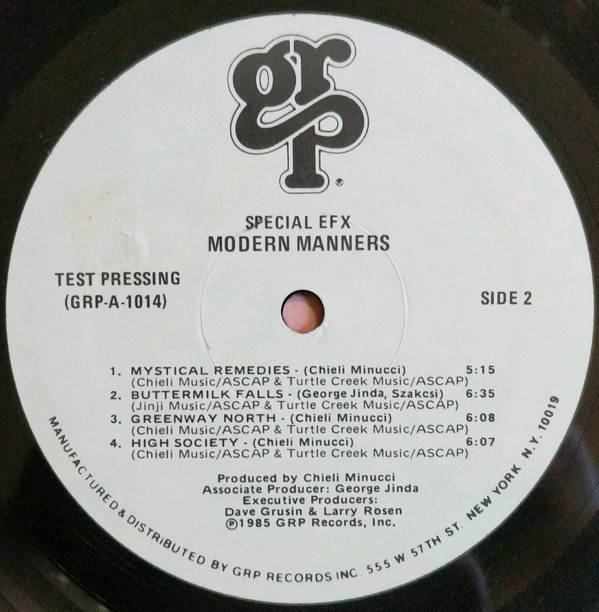 grp®
SPECIAL EFX
MODERN MANNERS
TEST PRESSING
(GRP-A-1014)
SIDE 2
1. MYSTICAL REMEDIES - (Chieli Minucci) 5:15
(Chieli Music/ASCAP & Turtle Creek Music/ASCAP)
2. BUTTERMILK FALLS - (George Jinda, Szakcsi) 6:35
(Jinji Music/ASCAP & Turtle Creek Music/ASCAP)
3. GREENWAY NORTH - (Chieli Minucci) 6:08
(Chieli Music/ASCAP & Turtle Creek Music/ASCAP)
4. HIGH SOCIETY - (Chieli Minucci) 6:07
(Chieli Music/ASCAP & Turtle Creek Music/ASCAP)
Produced by Chieli Minucci
Associate Producer: George Jinda
Executive Producers:
Dave Grusin & Larry Rosen
℗1985 GRP Records, Inc.
MANUFACTURED & DISTRIBUTED BY GRP RECORDS INC. 555 W 57TH ST. NEW YORK N.Y. 10019